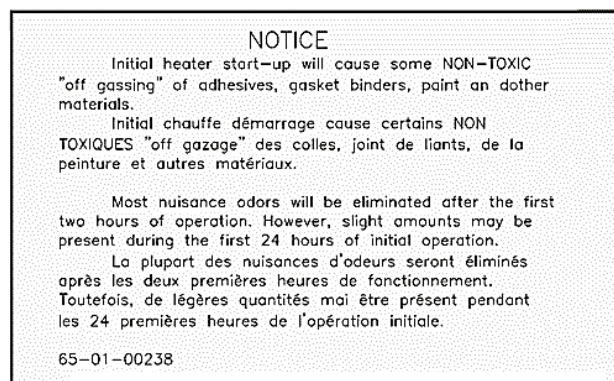 NOTICE
Initial heater start-up will cause some NON-TOXIC
"off gassing" of adhesives, gasket binders, paint an dother
materials.
Initial chauffe démarrage cause certains NON
TOXIQUES "off gazage" des colles, joint de liants, de la
peinture et autres matériaux.
Most nuisance odors will be eliminated after the first
two hours of operation. However, slight amounts may be
present during the first 24 hours of initial operation.
La plupart des nuisances d'odeurs seront éliminés
après les deux premières heures de fonctionnement.
Toutefois, de légères quantités mai être présent pendant
les 24 premières heures de l'opération initiale.
65-01-00238